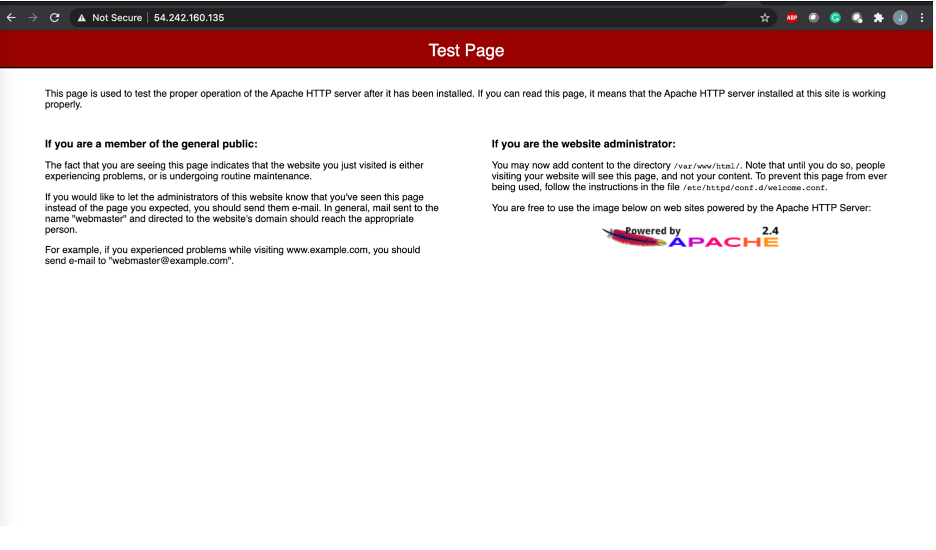 Not Secure | 54.242.160.135
ABP
G
J
Test Page
This page is used to test the proper operation of the Apache HTTP server after it has been installed. If you can read this page, it means that the Apache HTTP server installed at this site is working
properly.
If you are a member of the general public:
The fact that you are seeing this page indicates that the website you just visited is either
experiencing problems, or is undergoing routine maintenance.
If you would like to let the administrators of this website know that you've seen this page
instead of the page you expected, you should send them e-mail. In general, mail sent to the
name "webmaster" and directed to the website's domain should reach the appropriate
person.
For example, if you experienced problems while visiting www.example.com, you should
send e-mail to "webmaster@example.com".
If you are the website administrator:
You may now add content to the directory /var/www/html/. Note that until you do so, people
visiting your website will see this page, and not your content. To prevent this page from ever
being used, follow the instructions in the file /etc/httpd/conf.d/welcome.conf.
You are free to use the image below on web sites powered by the Apache HTTP Server:
Powered by 2.4
APACHE